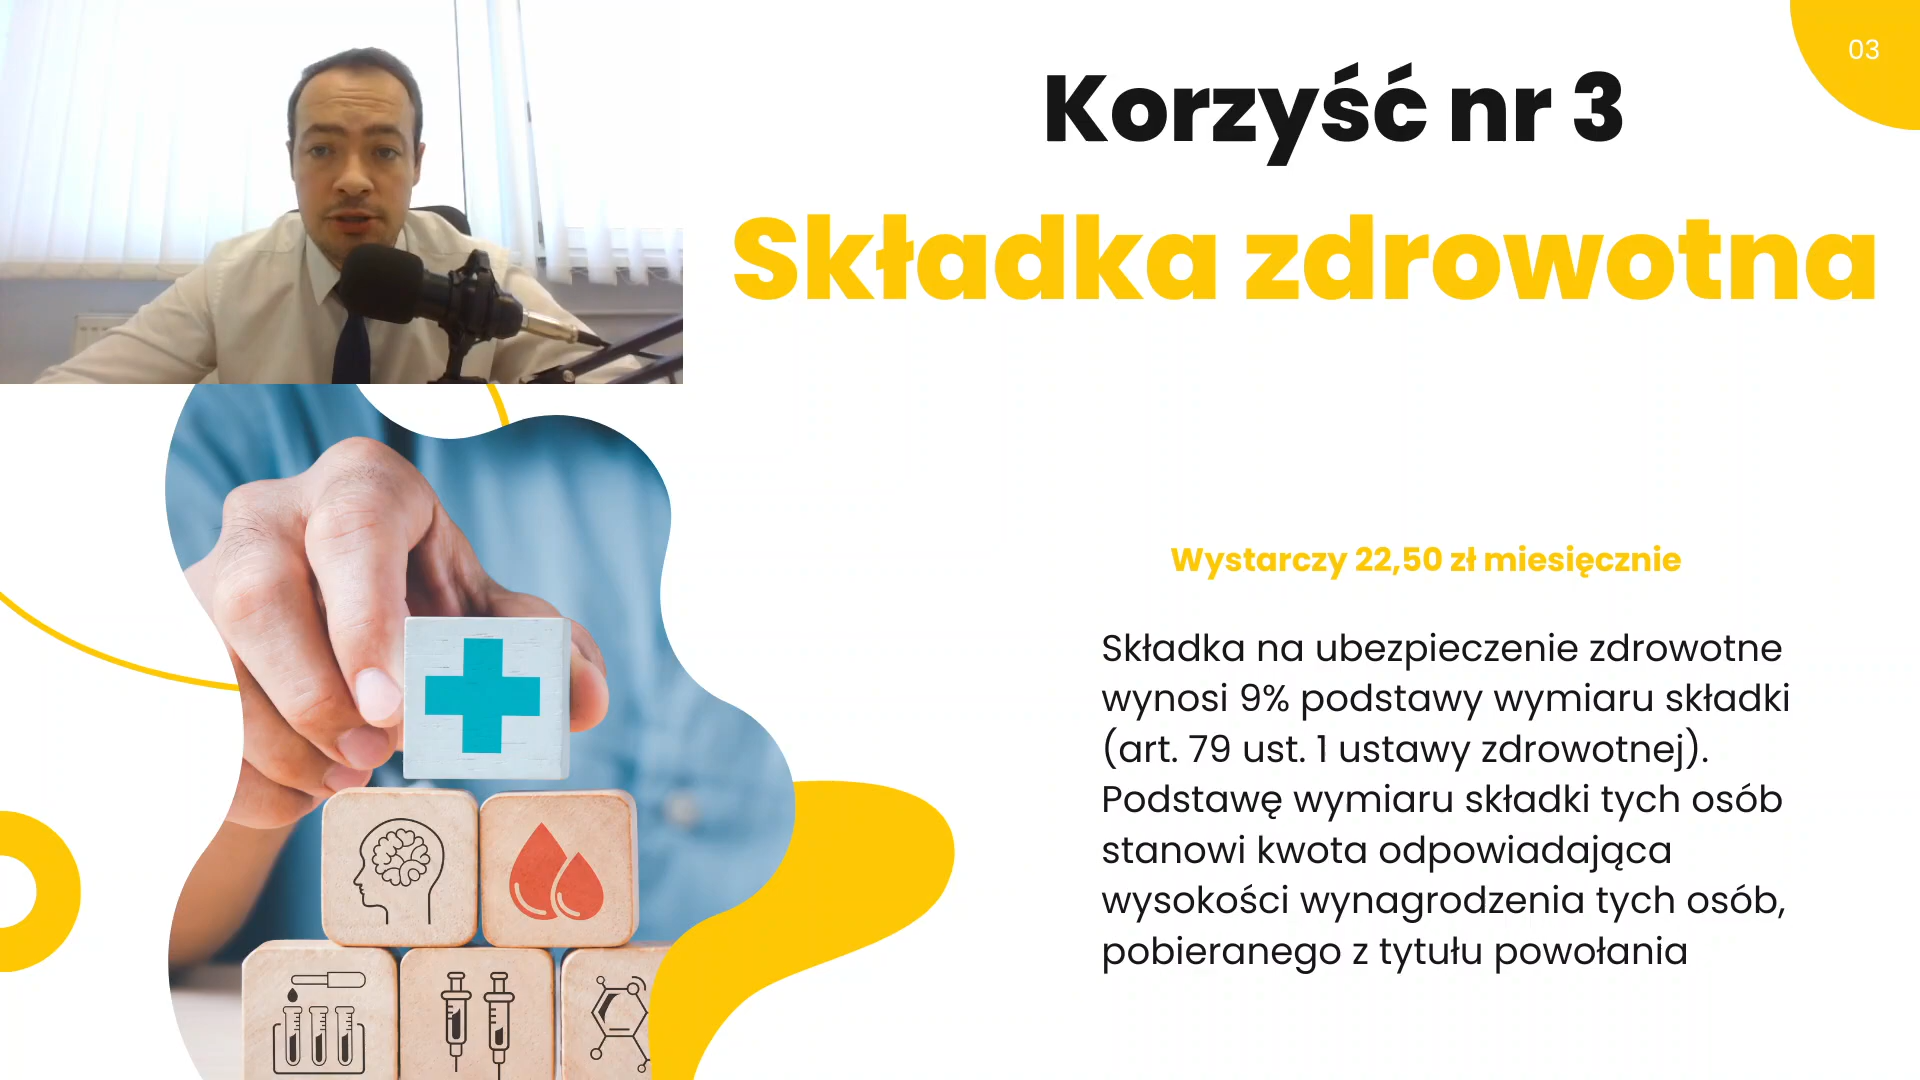 03
Korzyść nr 3
Składka zdrowotna
Wystarczy 22,50 zł miesięcznie
Składka na ubezpieczenie zdrowotne
wynosi 9% podstawy wymiaru składki
(art. 79 ust. 1 ustawy zdrowotnej).
Podstawę wymiaru składki tych osób
stanowi kwota odpowiadająca
wysokości wynagrodzenia tych osób,
pobieranego z tytułu powołania